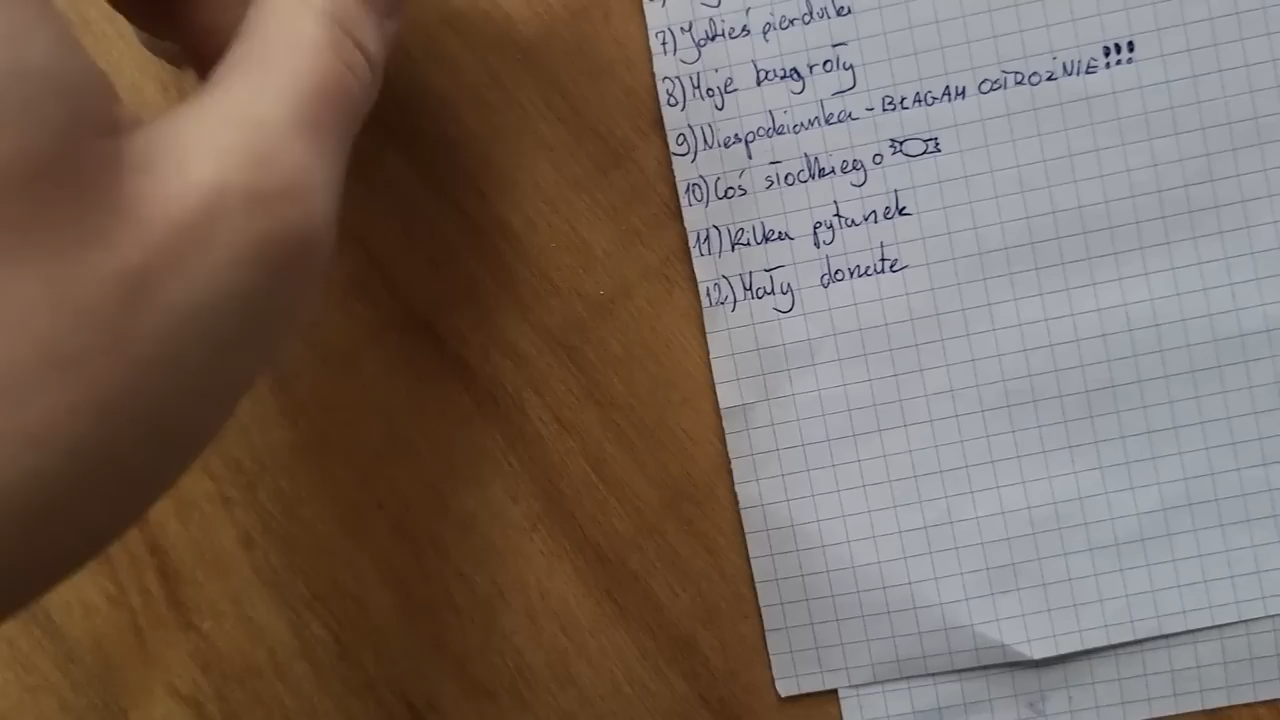 7) Jakieś pierdułki
8) Moje bazgroły
9) Niespodzianka - BŁAGAM OSTROŻNIE!!!
10) Coś słodkiego
11) Kilka pytanek
12) Mały donate